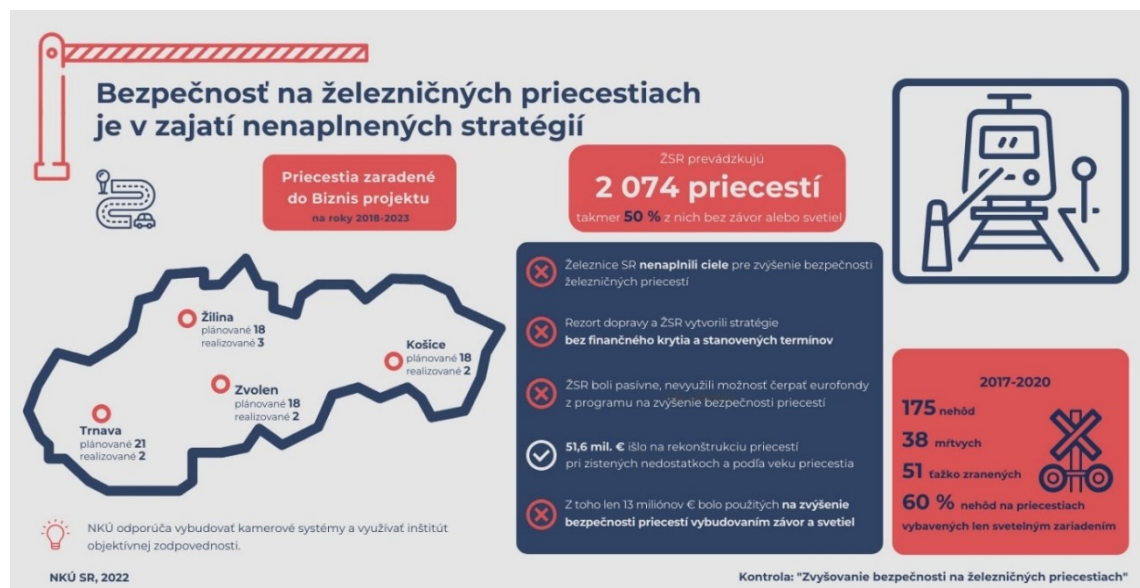 Bezpečnosť na železničných priecestiach
je v zajatí nenaplnených stratégií
Priecestia zaradené
do Biznis projektu
na roky 2018-2023
ŽSR prevádzkujú
2 074 priecestí
takmer 50 % z nich bez závor alebo svetiel
Žilina
plánované 18
realizované 3
Košice
plánované 18
realizované 2
Zvolen
plánované 18
realizované 2
Trnava
plánované 21
realizované 2
Železnice SR nenaplnili ciele pre zvýšenie bezpečnosti
železničných priecestí
Rezort dopravy a ŽSR vytvorili stratégie
bez finančného krytia a stanovených termínov
ŽSR boli pasívne, nevyužili možnosť čerpať eurofondy
z programu na zvýšenie bezpečnosti priecestí
51,6 mil. € išlo na rekonštrukciu priecestí
pri zistených nedostatkoch a podľa veku priecestia
Z toho len 13 miliónov € bolo použitých na zvýšenie
bezpečnosti priecestí vybudovaním závor a svetiel
2017-2020
175 nehôd
38 mŕtvych
51 ťažko zranených
60 % nehôd na priecestiach
vybavených len svetelným zariadením
NKÚ odporúča vybudovať kamerové systémy a využívať inštitút
objektívnej zodpovednosti.
NKÚ SR, 2022
Kontrola: "Zvyšovanie bezpečnosti na železničných priecestiach"